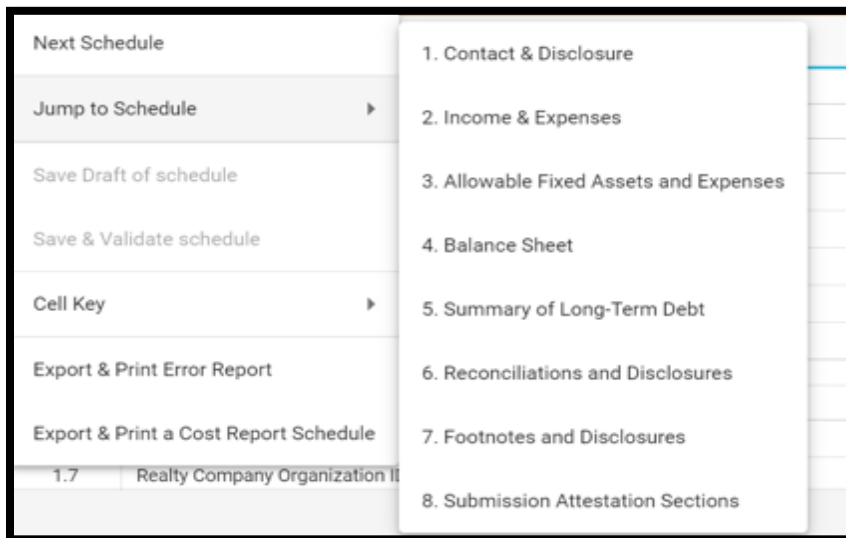 Next Schedule
Jump to Schedule
Save Draft of schedule
Save & Validate schedule
Cell Key
Export & Print Error Report
Export & Print a Cost Report Schedule
1.7 Realty Company Organization
1. Contact & Disclosure
2. Income & Expenses
3. Allowable Fixed Assets and Expenses
4. Balance Sheet
5. Summary of Long-Term Debt
6. Reconciliations and Disclosures
7. Footnotes and Disclosures
8. Submission Attestation Sections